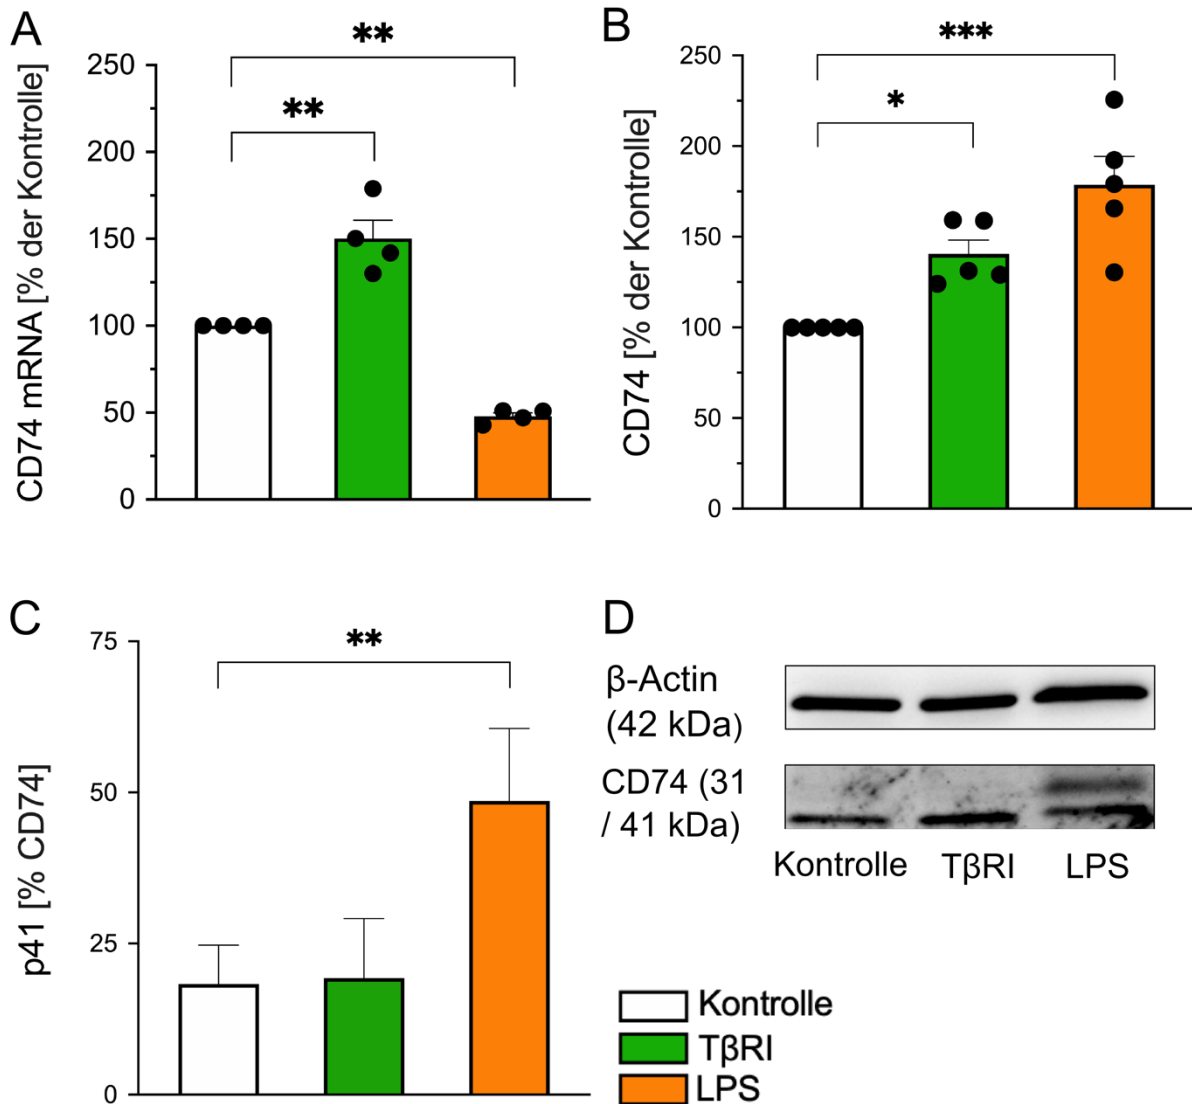 A
CD74 mRNA [% der Kontrolle]
250
200
150
100
50
0
**
**
B
CD74 [% der Kontrolle]
250
200
150
100
50
0
***
*
C
p41 [% CD74]
75
50
25
0
**
D
β-Actin
(42 kDa)
CD74 (31
/ 41 kDa)
Kontrolle TβRI LPS
Kontrolle
TβRI
LPS